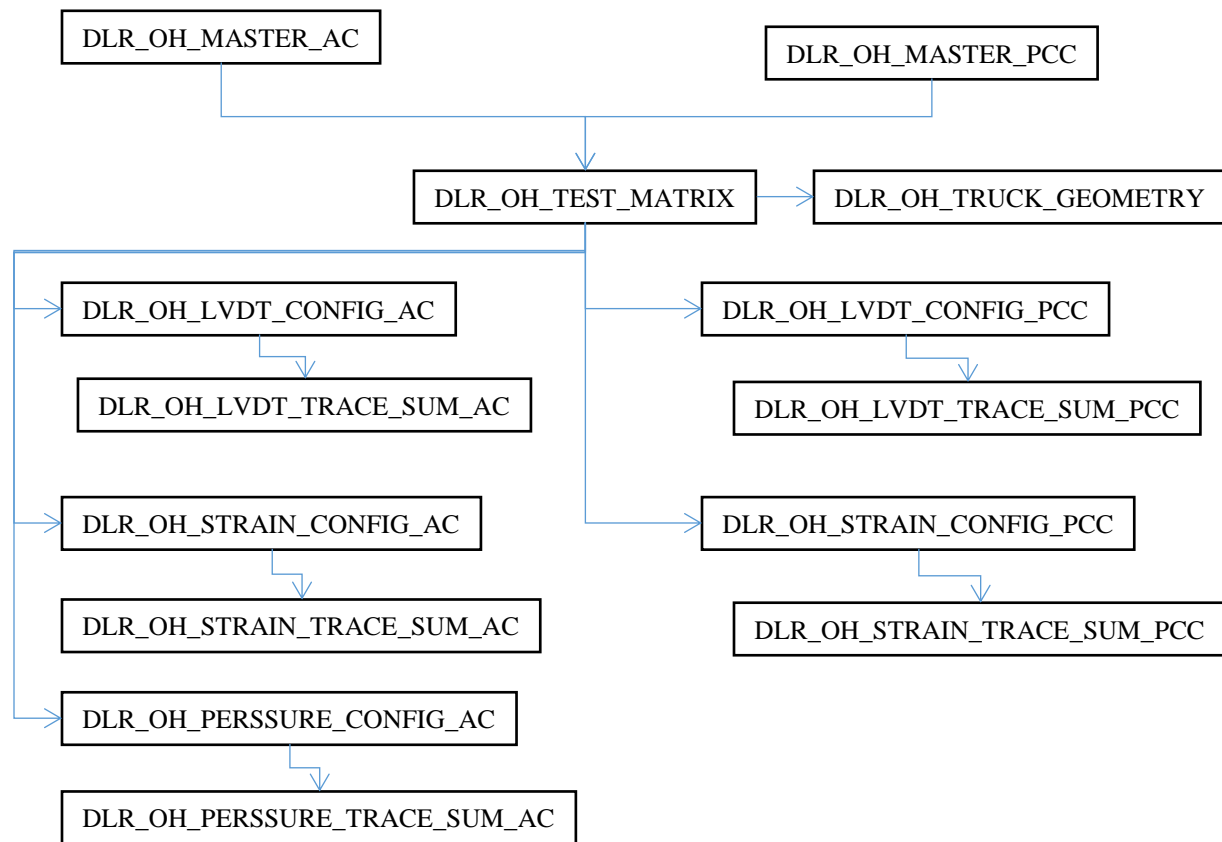 DLR_OH_MASTER_AC
DLR_OH_MASTER_PCC
DLR_OH_TEST_MATRIX
DLR_OH_TRUCK_GEOMETRY
DLR_OH_LVDT_CONFIG_AC
DLR_OH_LVDT_CONFIG_PCC
DLR_OH_LVDT_TRACE_SUM_AC
DLR_OH_LVDT_TRACE_SUM_PCC
DLR_OH_STRAIN_CONFIG_AC
DLR_OH_STRAIN_CONFIG_PCC
DLR_OH_STRAIN_TRACE_SUM_AC
DLR_OH_STRAIN_TRACE_SUM_PCC
DLR_OH_PERSSURE_CONFIG_AC
DLR_OH_PERSSURE_TRACE_SUM_AC